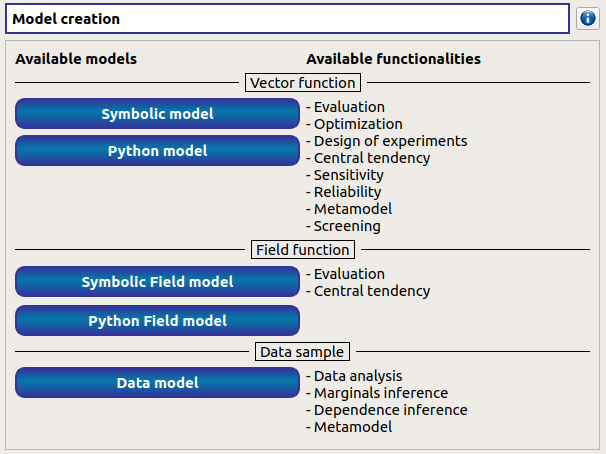 Model creation
Available models
Available functionalities
Vector function
Symbolic model
Python model
- Evaluation
- Optimization
- Design of experiments
- Central tendency
- Sensitivity
- Reliability
- Metamodel
- Screening
Field function
Symbolic Field model
Python Field model
- Evaluation
- Central tendency
Data sample
Data model
- Data analysis
- Marginals inference
- Dependence inference
- Metamodel